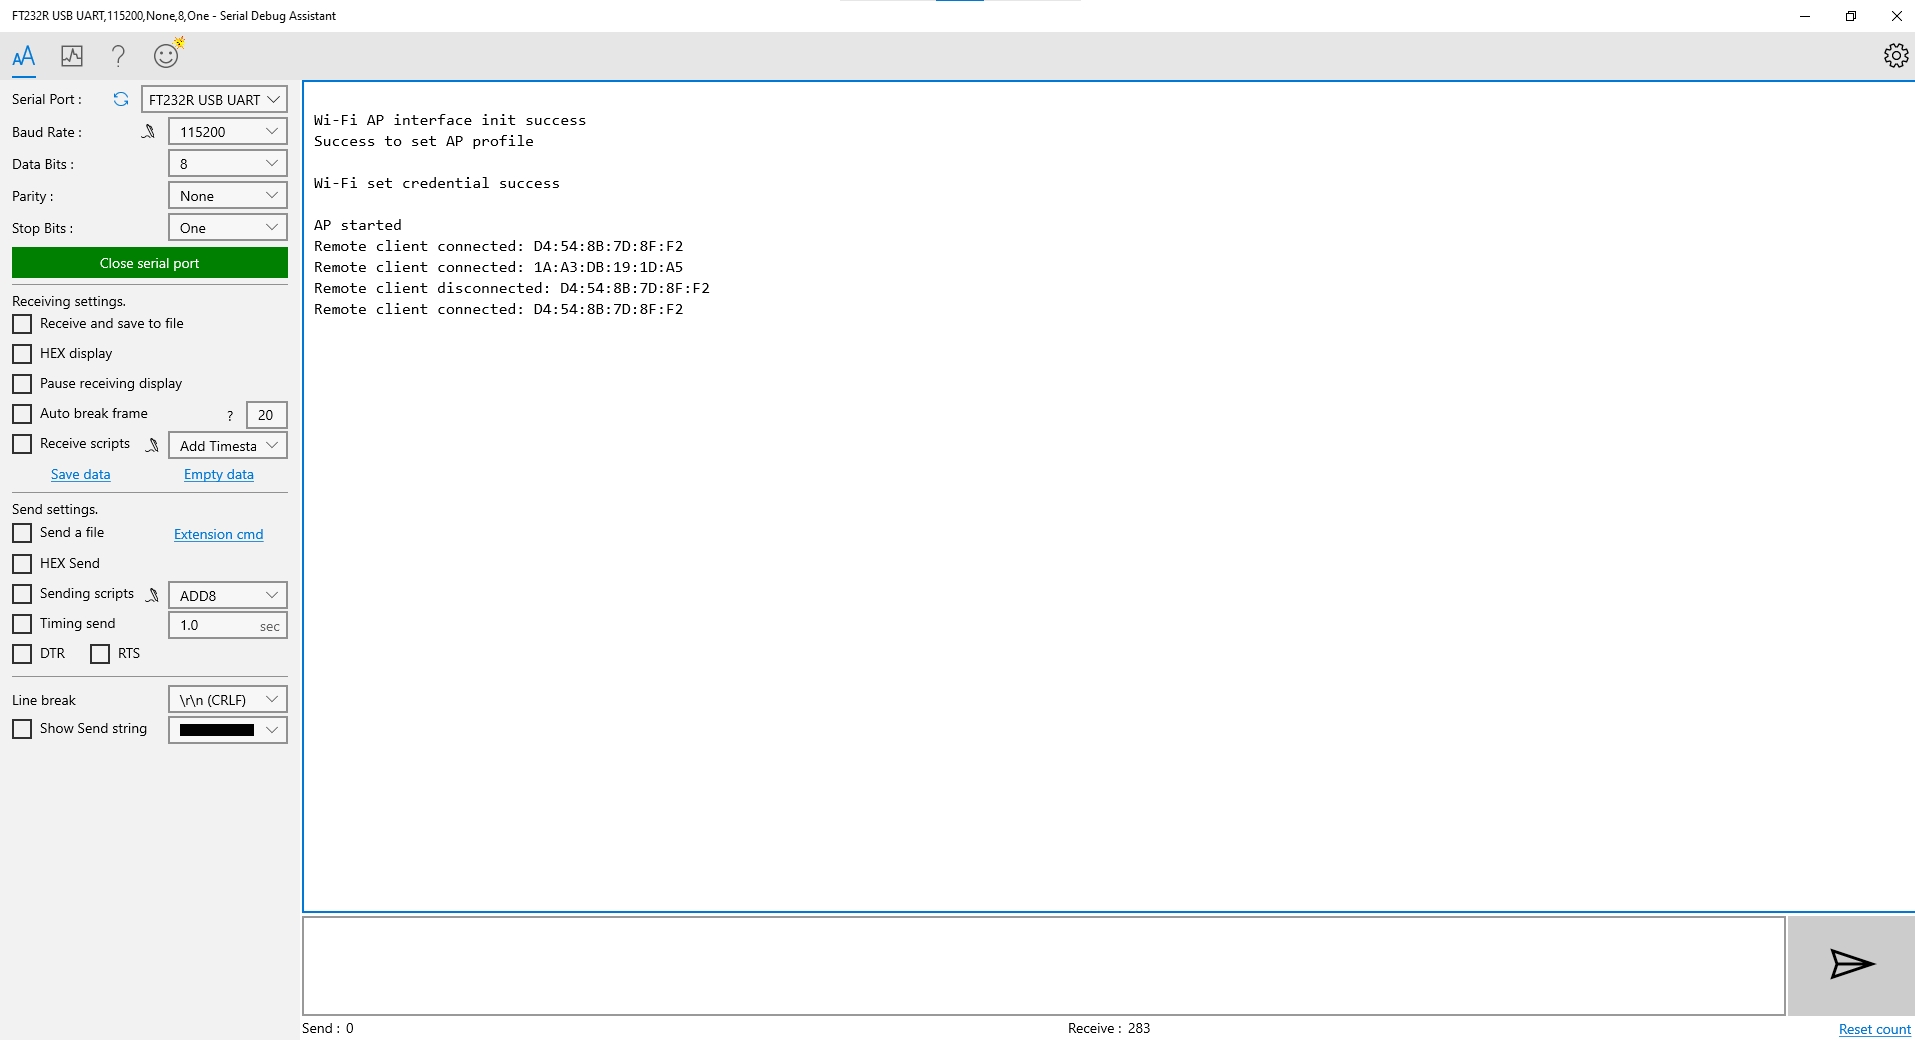 FT232R USB UART,115200,None,8,One - Serial Debug Assistant
Serial Port :
FT232R USB UART
Baud Rate :
115200
Data Bits :
8
Parity :
None
Stop Bits :
One
Close serial port
Receiving settings.
Receive and save to file
HEX display
Pause receiving display
Auto break frame ? 20
Receive scripts
Add Timesta
Save data
Empty data
Send settings.
Send a file
Extension cmd
HEX Send
Sending scripts
ADD8
Timing send
1.0 sec
DTR
RTS
Line break
\r\n (CRLF)
Show Send string
Wi-Fi AP interface init success
Success to set AP profile
Wi-Fi set credential success
AP started
Remote client connected: D4:54:8B:7D:8F:F2
Remote client connected: 1A:A3:DB:19:1D:A5
Remote client disconnected: D4:54:8B:7D:8F:F2
Remote client connected: D4:54:8B:7D:8F:F2
Send : 0
Receive : 283
Reset count